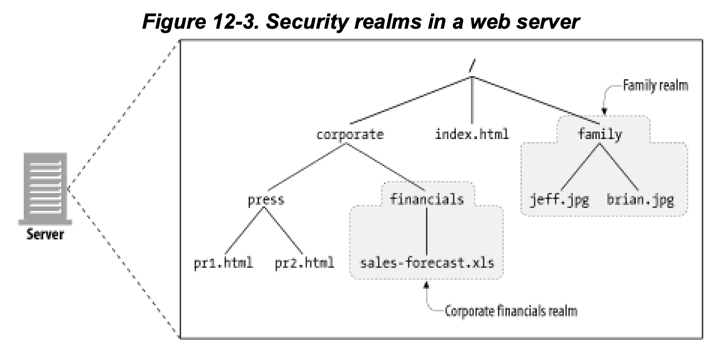 Figure 12-3. Security realms in a web server
/
Family realm
corporate
index.html
family
press
financials
jeff.jpg
brian.jpg
Server
pr1.html
pr2.html
sales-forecast.xls
Corporate financials realm